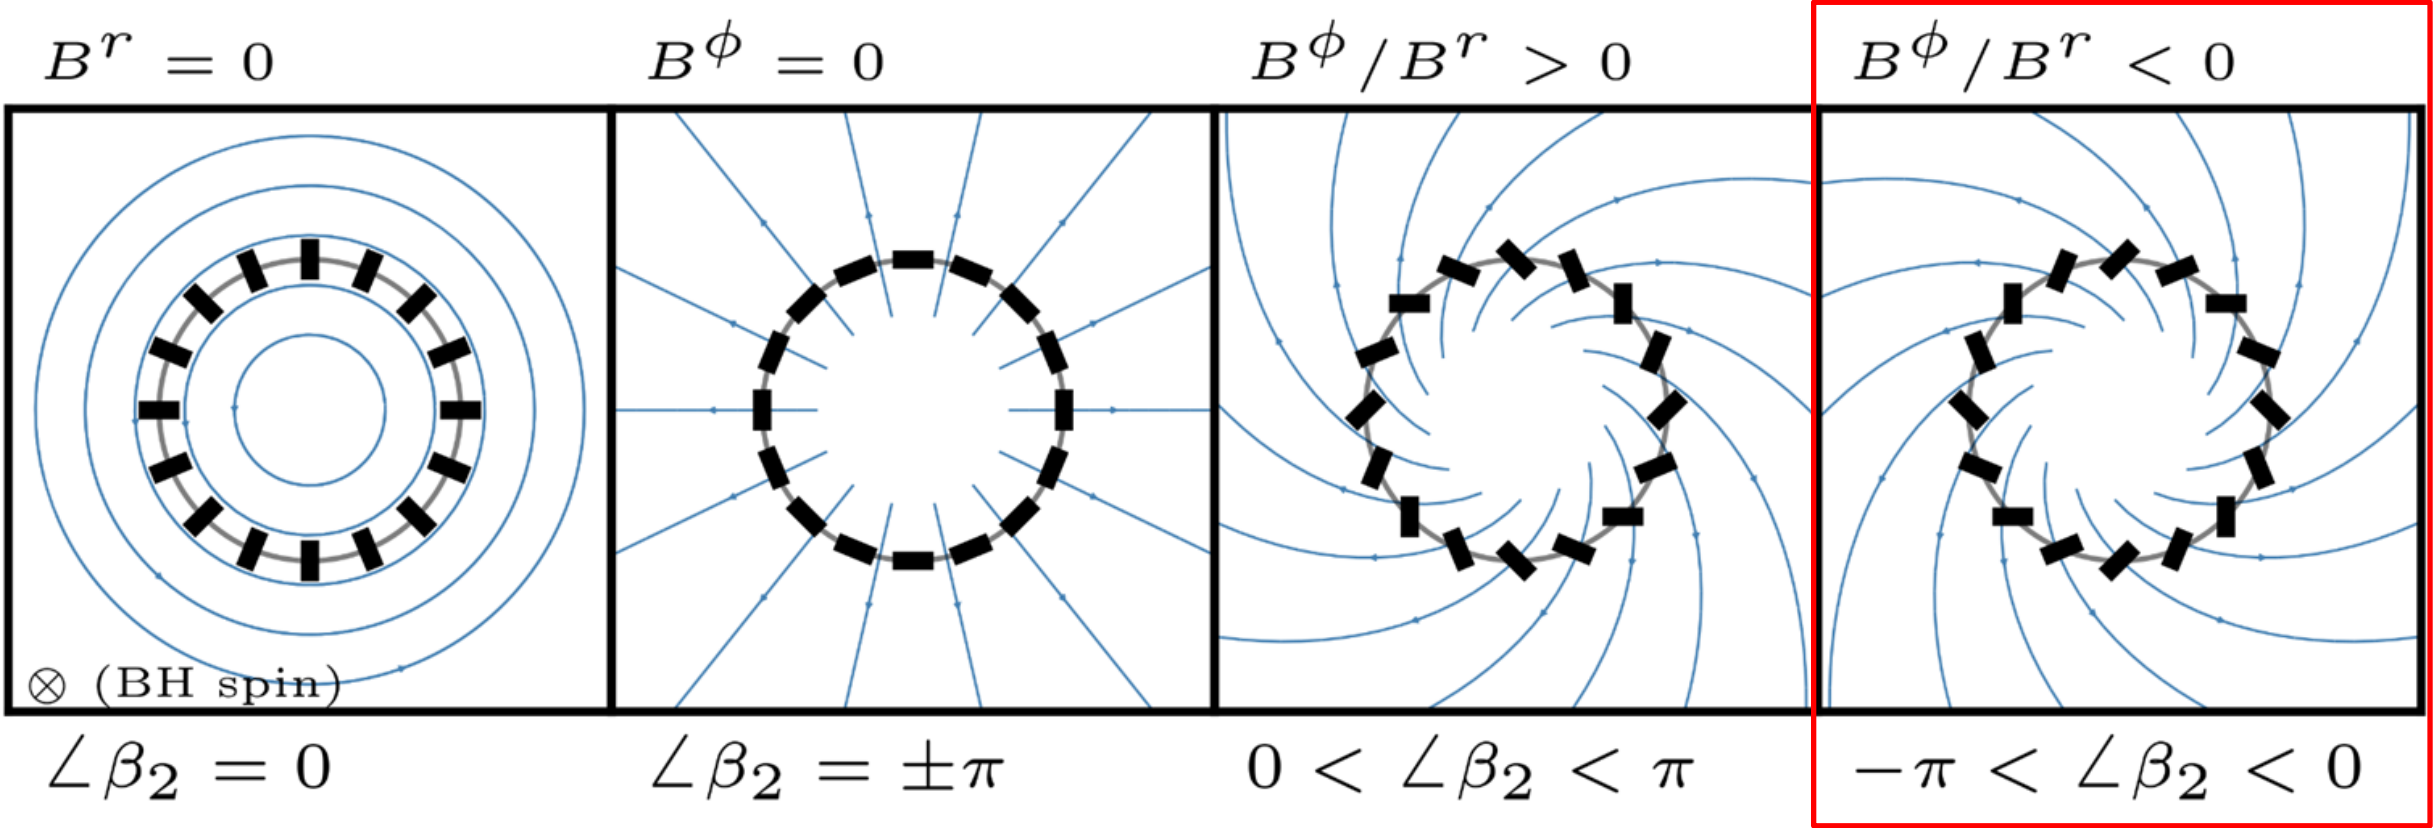 B^r = 0
B^ϕ = 0
B^ϕ/B^r > 0
B^ϕ/B^r < 0
⊗ (BH spin)
∠β₂ = 0
∠β₂ = ±π
0 < ∠β₂ < π
−π < ∠β₂ < 0